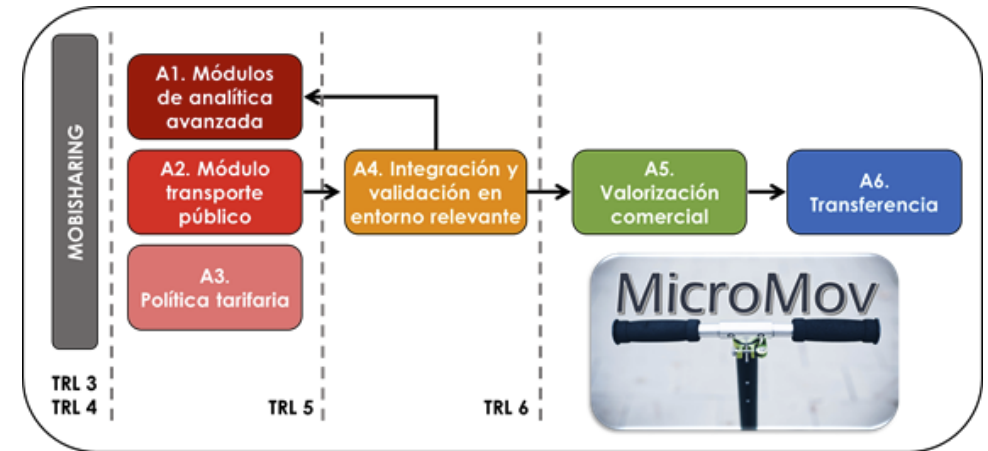 MOBISHARING
TRL 3
TRL 4
A1. Módulos
de analítica
avanzada
A2. Módulo
transporte
público
A3.
Política tarifaria
TRL 5
A4. Integración y
validación en
entorno relevante
TRL 6
A5.
Valorización
comercial
A6.
Transferencia
MicroMov